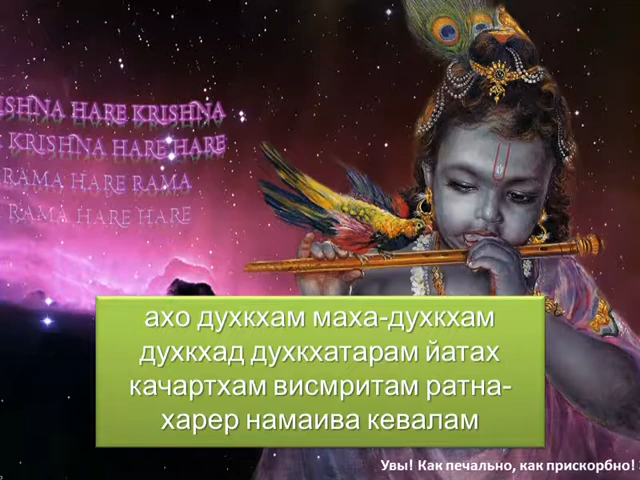 ISHNA HARE KRISHNA
KRISHNA HARE HARE
RAMA HARE RAMA
RAMA HARE HARE
ахо духкхам маха-духкхам
духкхад духкхатарам йатах
качартхам висмритам ратна-
харер намаива кевалам
Увы! Как печально, как прискорбно!